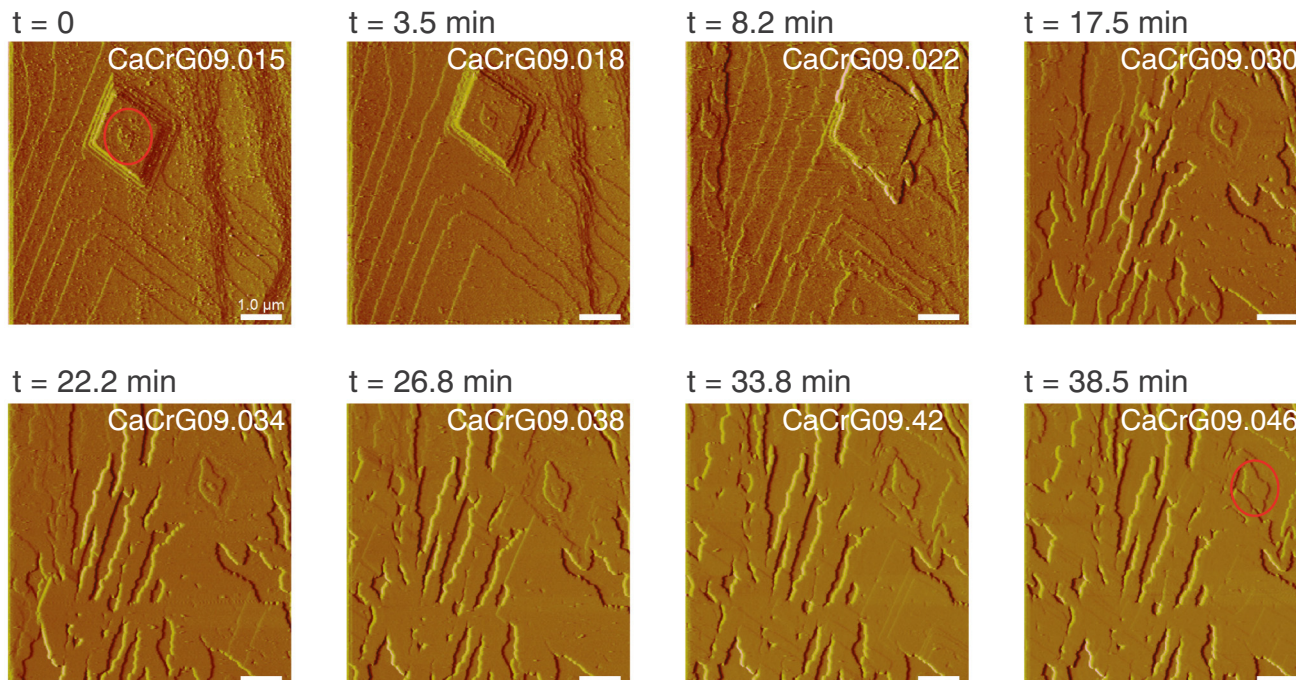 t = 0
t = 3.5 min
t = 8.2 min
t = 17.5 min
CaCrG09.015
CaCrG09.018
CaCrG09.022
CaCrG09.030
1.0 µm
t = 22.2 min
t = 26.8 min
t = 33.8 min
t = 38.5 min
CaCrG09.034
CaCrG09.038
CaCrG09.42
CaCrG09.046